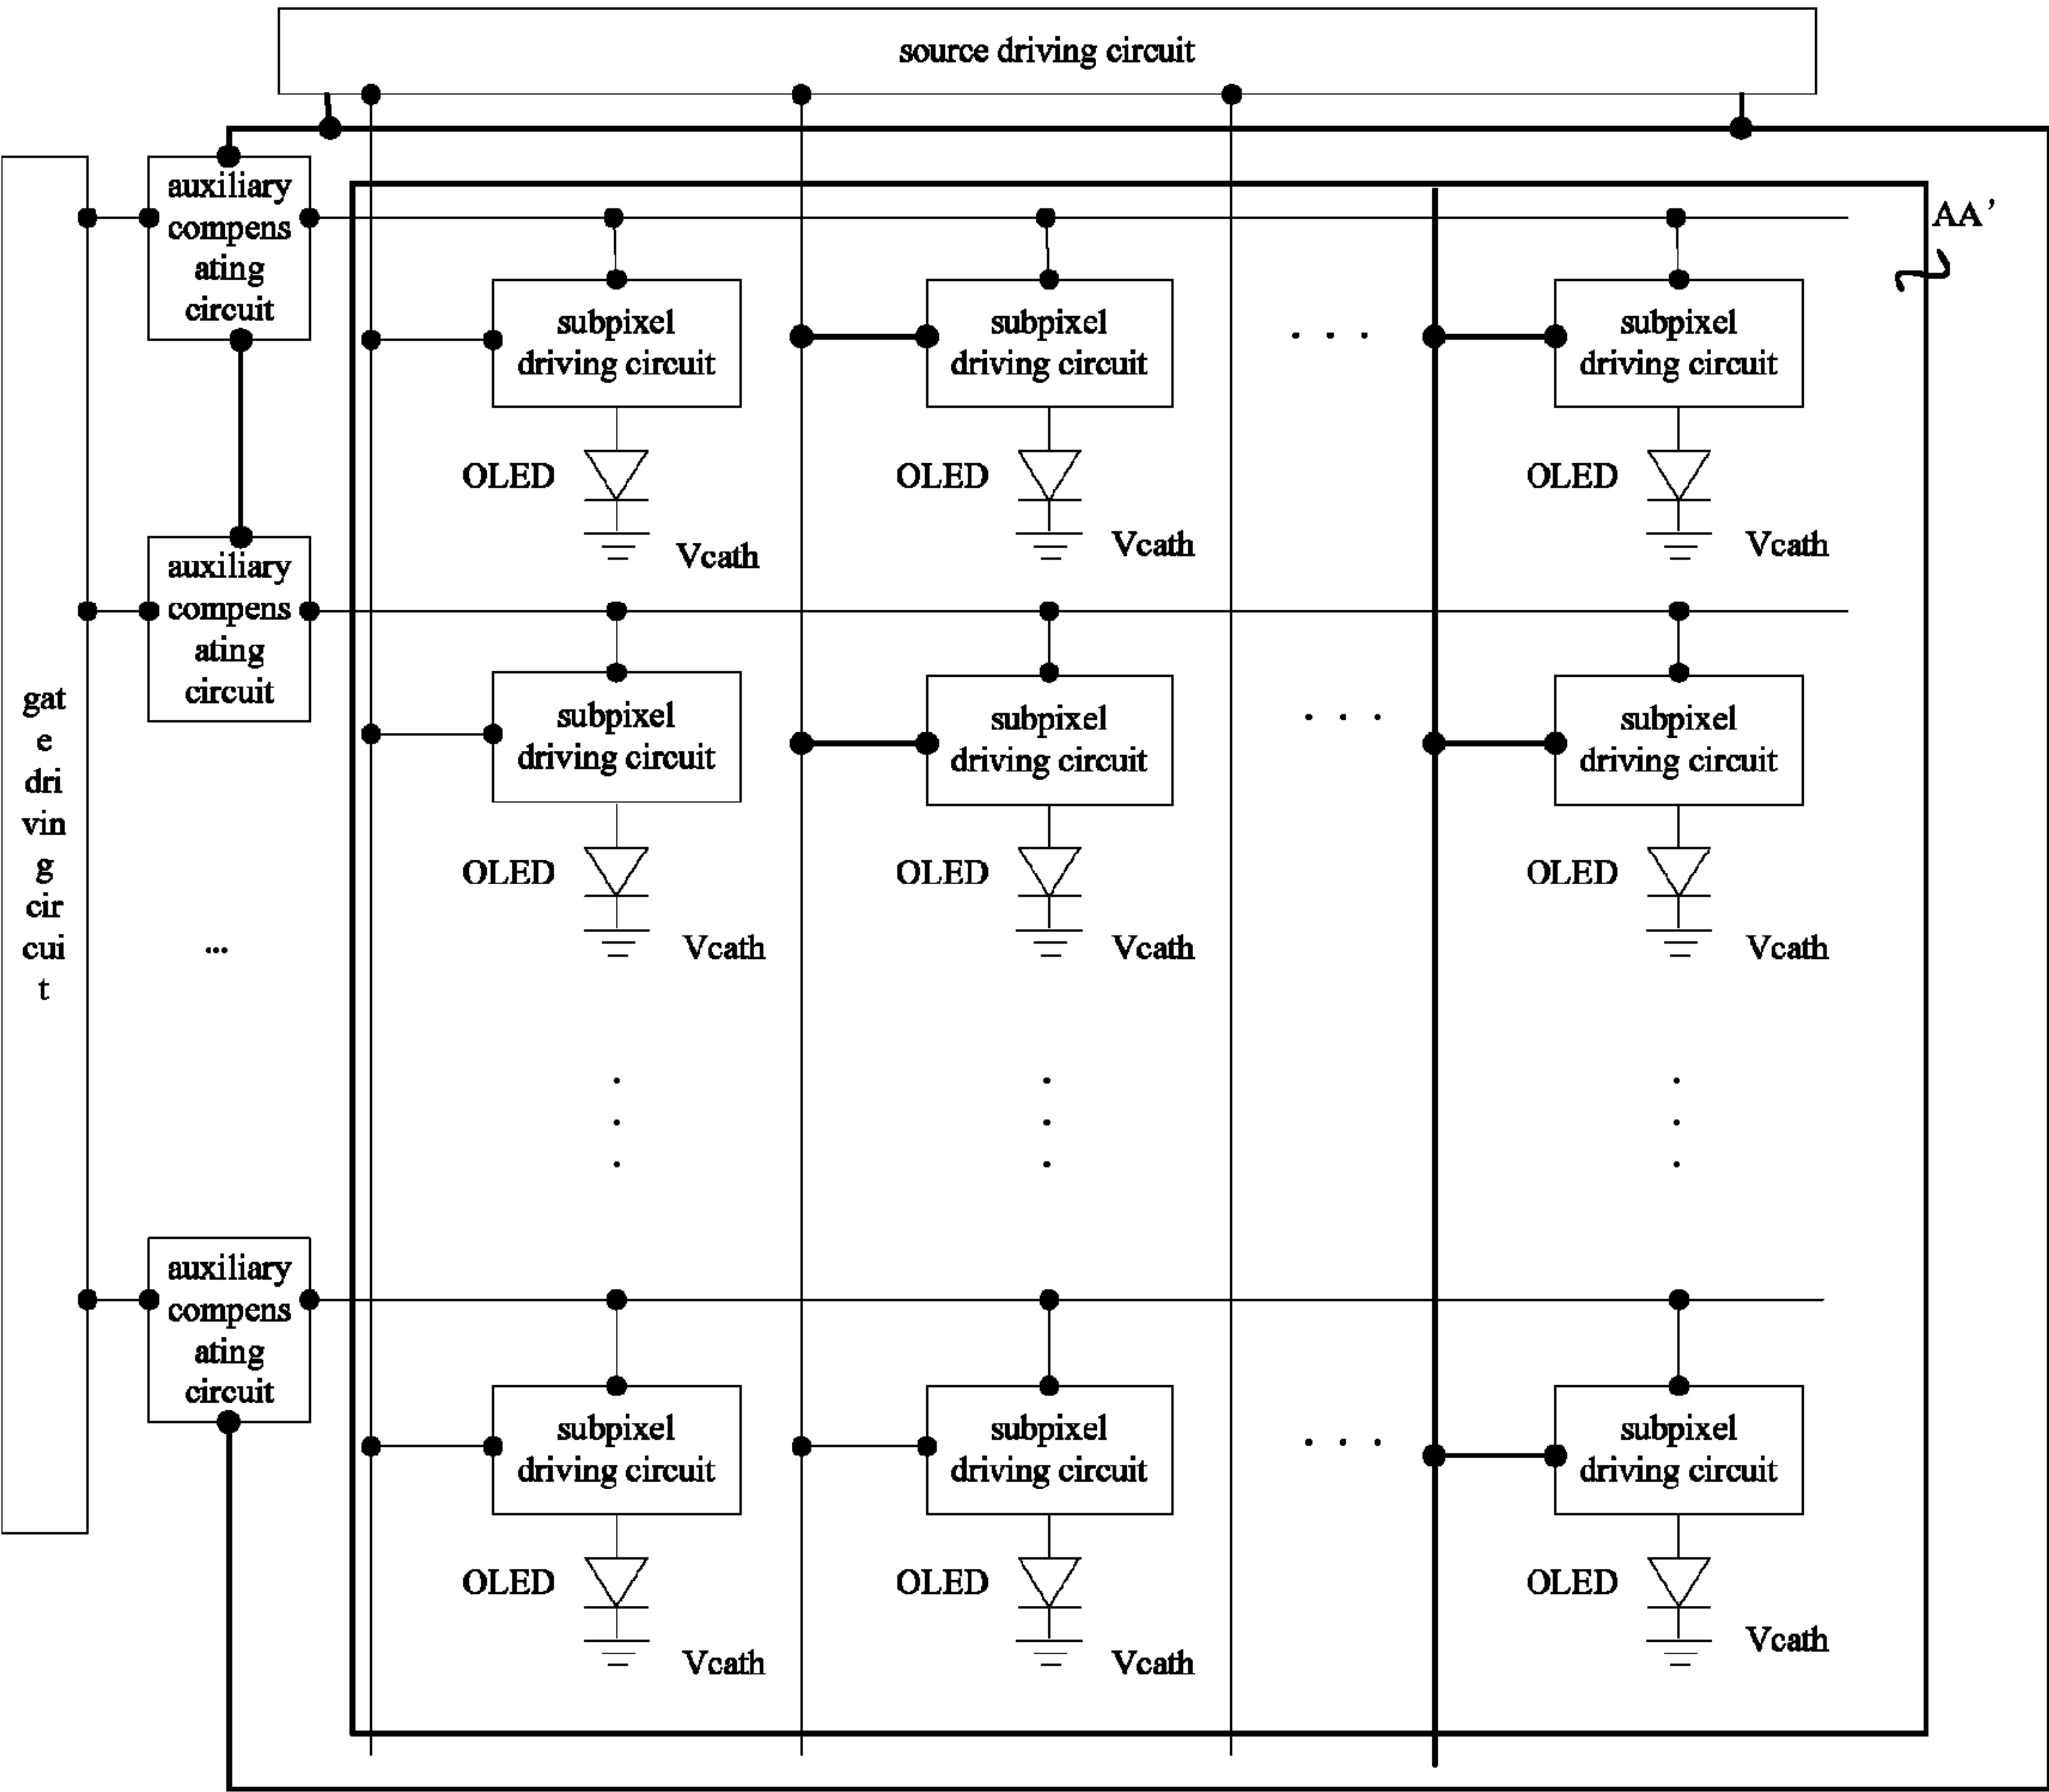 source driving circuit
auxiliary
compens
ating
circuit
AA'
subpixel
driving circuit
subpixel
driving circuit
. . .
subpixel
driving circuit
OLED
OLED
OLED
Vcath
Vcath
Vcath
auxiliary
compens
ating
circuit
gat
e
dri
vin
g
cir
cui
t
subpixel
driving circuit
subpixel
driving circuit
. . .
subpixel
driving circuit
OLED
OLED
OLED
...
Vcath
Vcath
Vcath
auxiliary
compens
ating
circuit
subpixel
driving circuit
subpixel
driving circuit
. . .
subpixel
driving circuit
OLED
OLED
OLED
Vcath
Vcath
Vcath